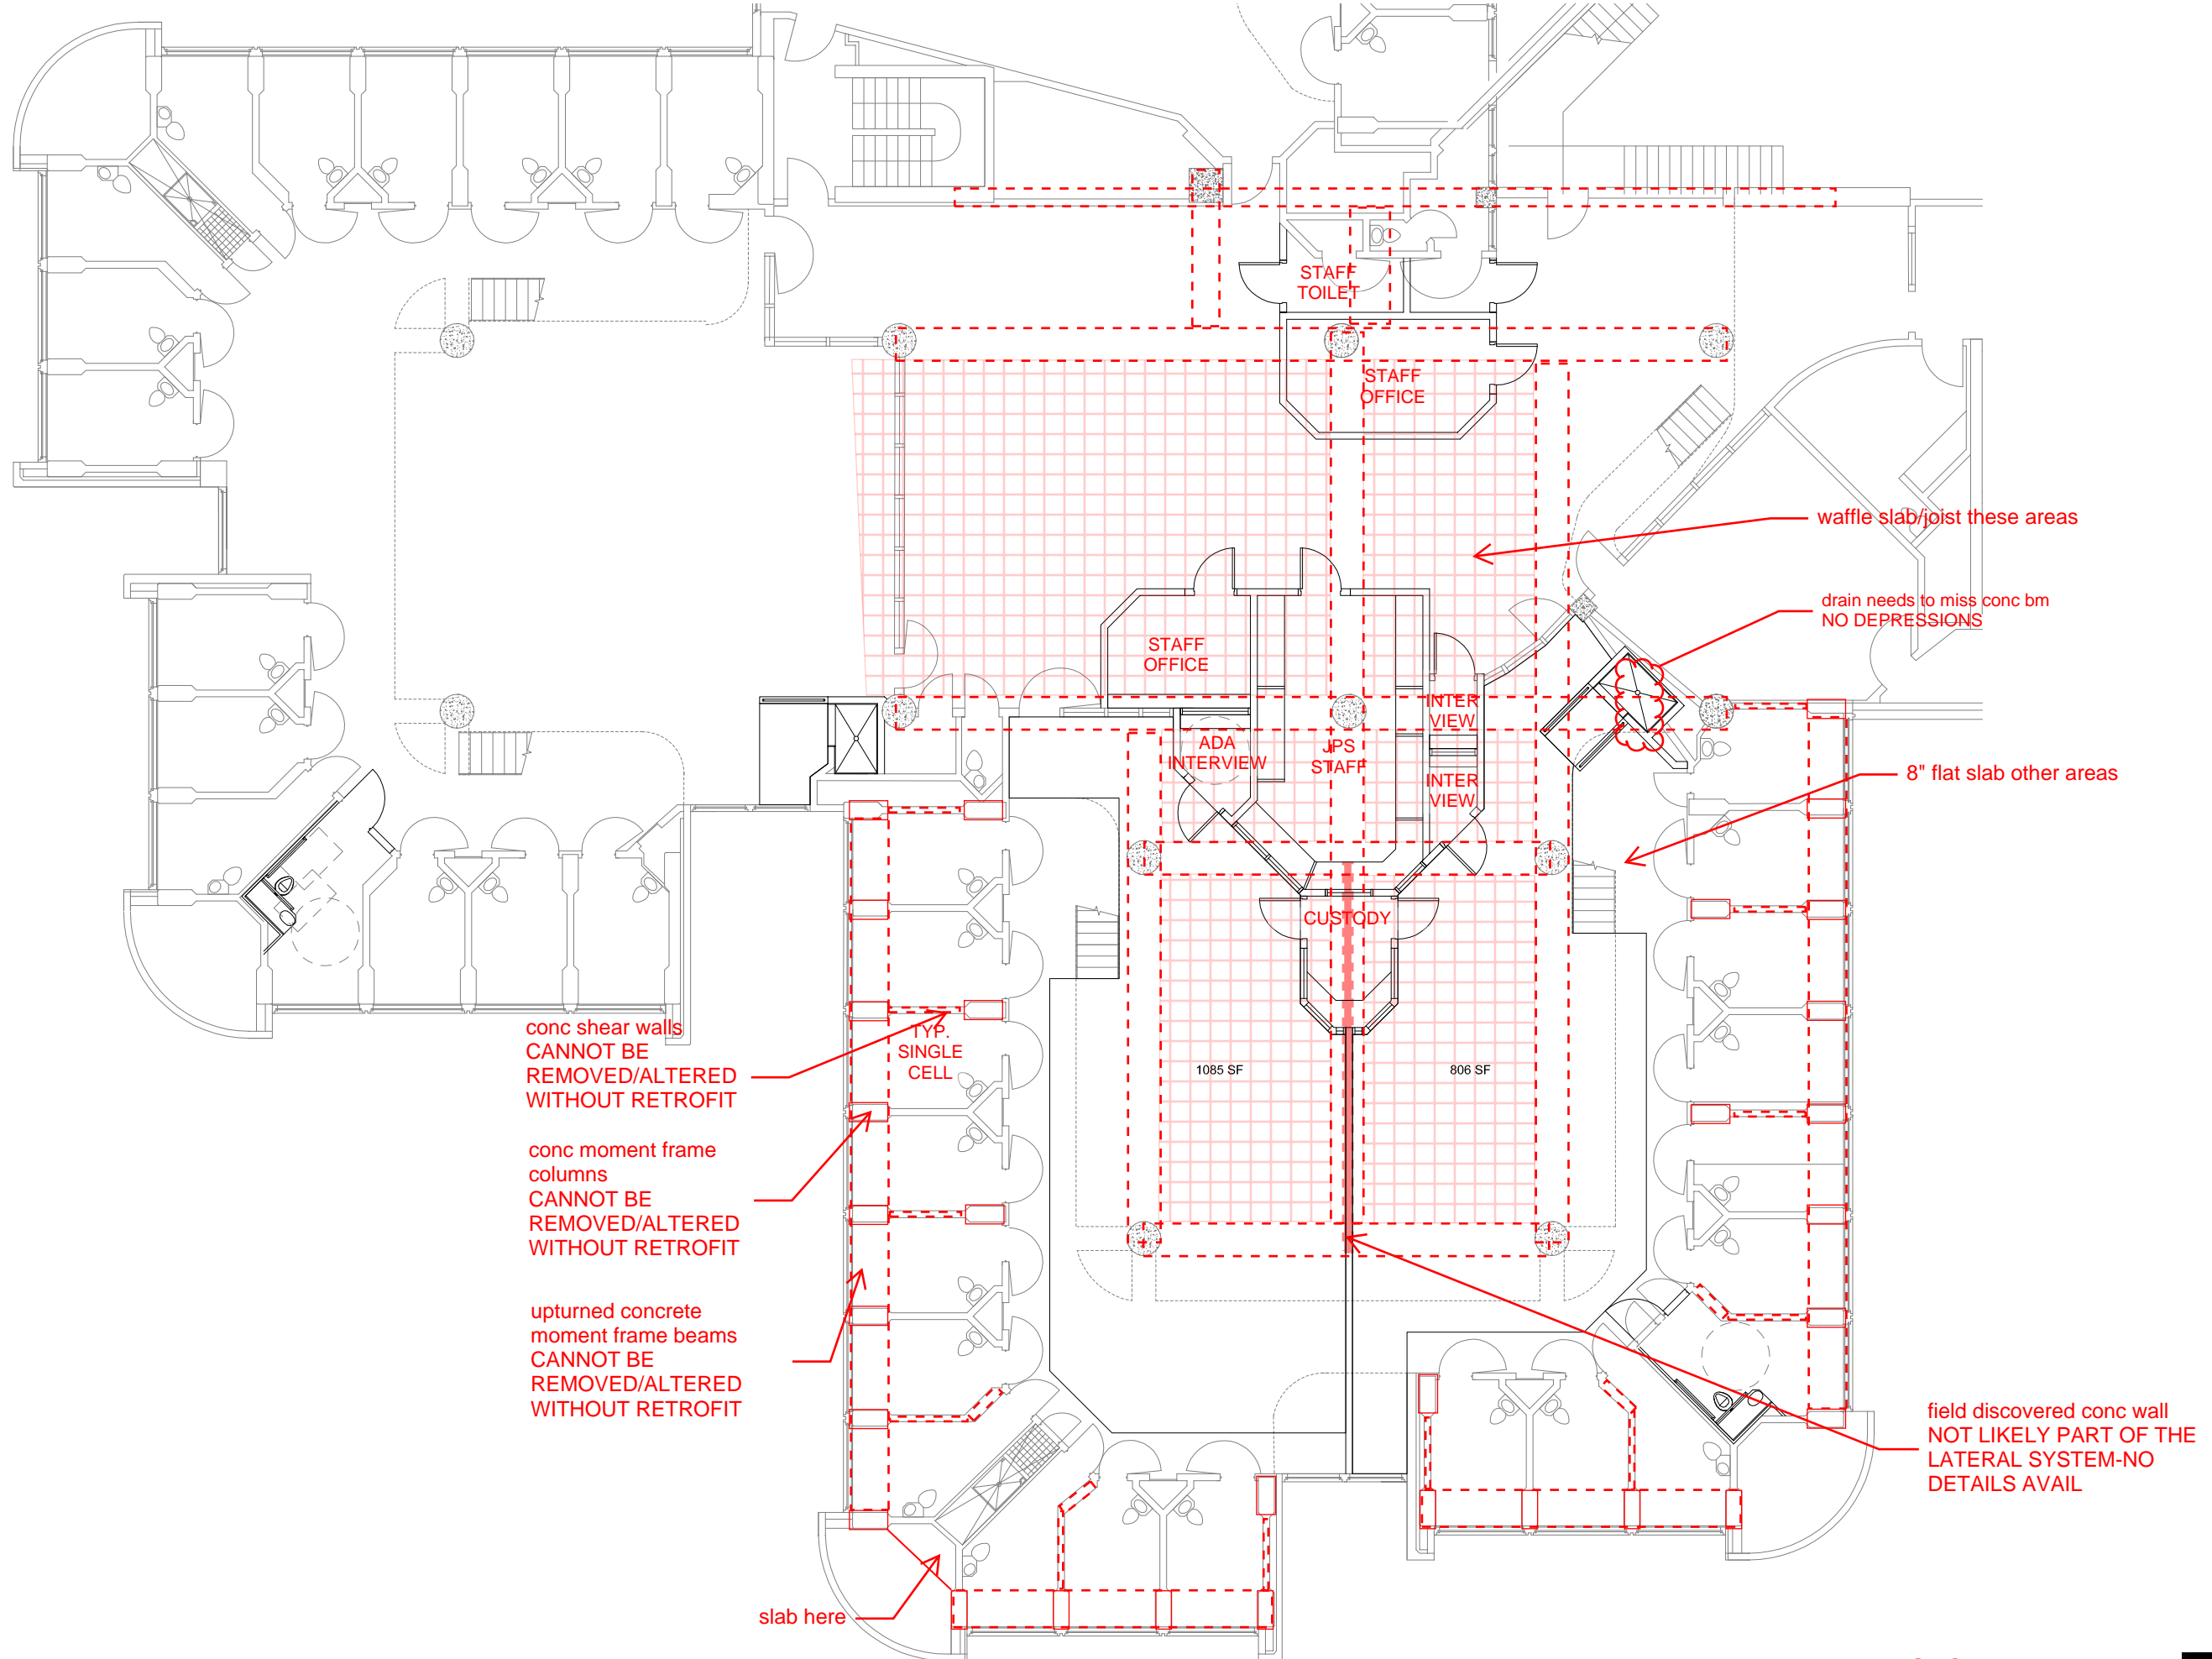 STAFF
TOILET
STAFF
OFFICE
waffle slab/joist these areas
drain needs to miss conc bm
NO DEPRESSIONS
STAFF
OFFICE
INTER
VIEW
ADA
INTERVIEW
JPS
STAFF
INTER
VIEW
8" flat slab other areas
CUSTODY
conc shear walls
CANNOT BE
REMOVED/ALTERED
WITHOUT RETROFIT
TYP.
SINGLE
CELL
1085 SF
806 SF
conc moment frame
columns
CANNOT BE
REMOVED/ALTERED
WITHOUT RETROFIT
upturned concrete
moment frame beams
CANNOT BE
REMOVED/ALTERED
WITHOUT RETROFIT
field discovered conc wall
NOT LIKELY PART OF THE
LATERAL SYSTEM-NO
DETAILS AVAIL
slab here